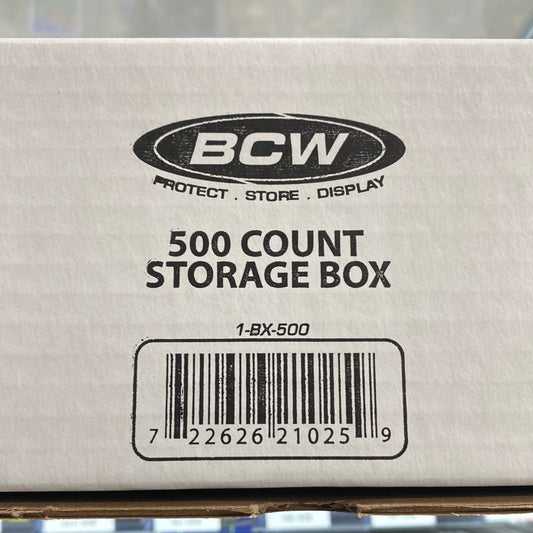 BCW
PROTECT . STORE . DISPLAY
500 COUNT
STORAGE BOX
1-BX-500
7 22626 21025 9